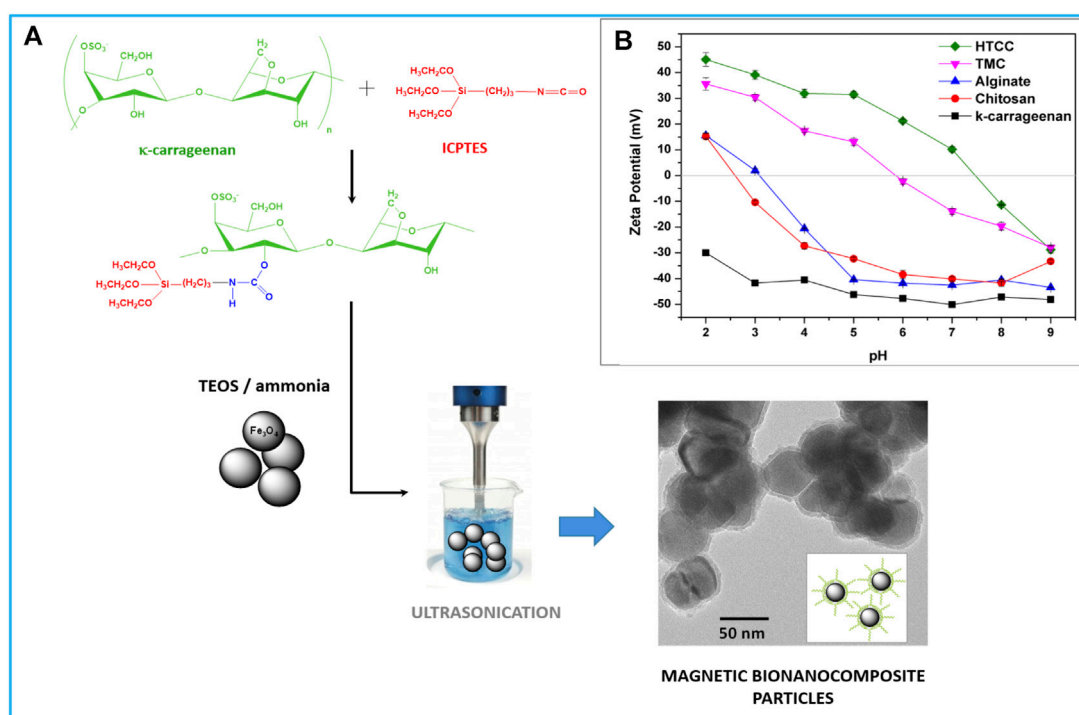 A
OSO₃⁻
CH₂OH
O
O
H₂
C
O
O
OH
OH
n
κ-carrageenan
+
CH₃CH₂O
CH₃CH₂O
Si
(CH₂)₃
N=C=O
CH₃CH₂O
ICPTES
OSO₃⁻
CH₂OH
O
O
H₂
C
O
O
O
OH
H₃CH₂CO
H₃CH₂CO
Si
(H₂C)₃
N
C
H
O
H₃CH₂CO
TEOS / ammonia
Fe₃O₄
ULTRASONICATION
B
Zeta Potential (mV)
50
40
30
20
10
0
-10
-20
-30
-40
-50
2 3 4 5 6 7 8 9
pH
HTCC
TMC
Alginate
Chitosan
k-carrageenan
50 nm
MAGNETIC BIONANOCOMPOSITE
PARTICLES